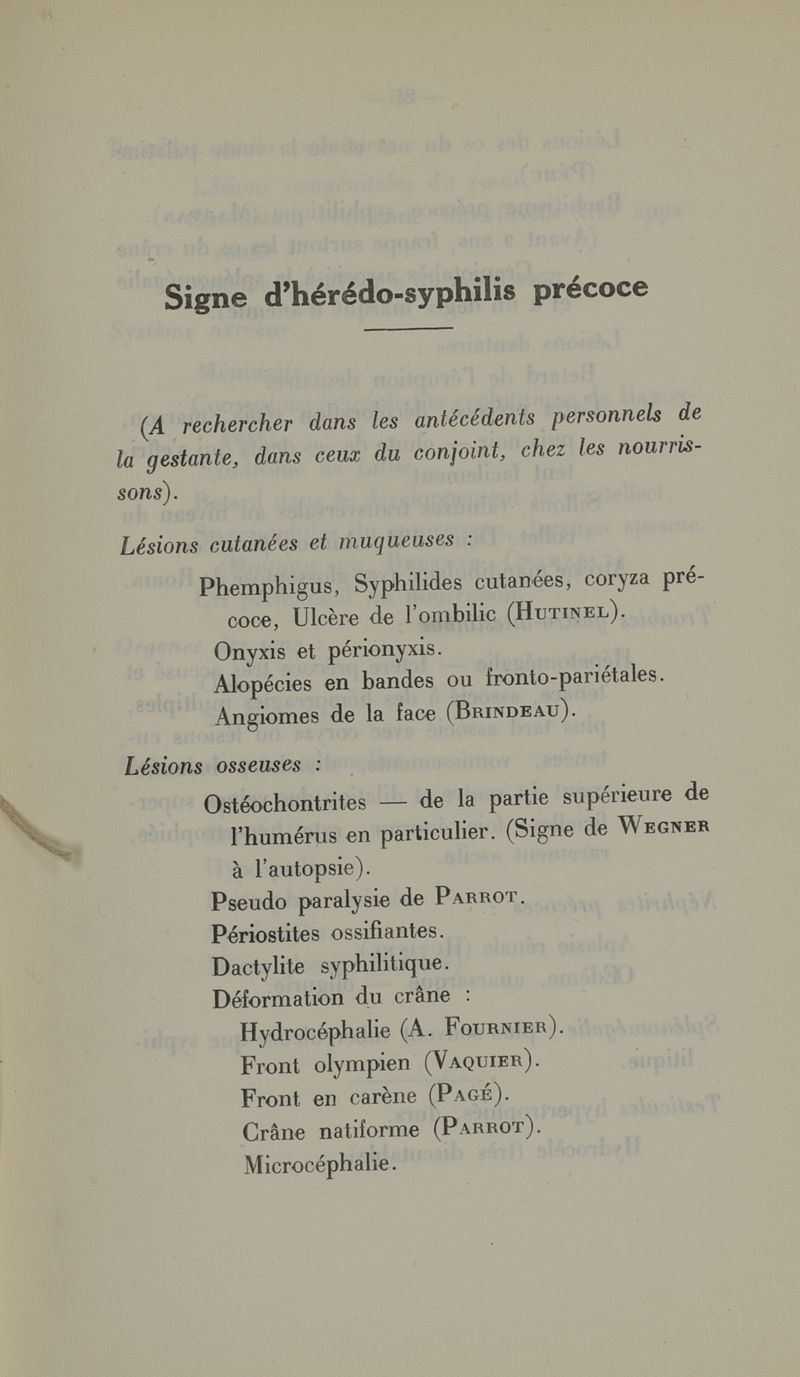 Signe d'hérédo-syphilis précoce
(A rechercher dans les antécédents personnels de
la gestante, dans ceux du conjoint, chez les nourris-
sons).
Lésions cutanées et muqueuses :
Phemphigus, Syphilides cutanées, coryza pré-
coce, Ulcère de l'ombilic (HUTINEL).
Onyxis et périonyxis.
Alopécies en bandes ou fronto-pariétales.
Angiomes de la face (BRINDEAU).
Lésions osseuses :
Ostéochontrites — de la partie supérieure de
l'humérus en particulier. (Signe de WEGNER
à l'autopsie).
Pseudo paralysie de PARROT.
Périostites ossifiantes.
Dactylite syphilitique.
Déformation du crâne :
Hydrocéphalie (A. FOURNIER).
Front olympien (VAQUIER).
Front en carène (PAGÉ).
Crâne natiforme (PARROT).
Microcéphalie.